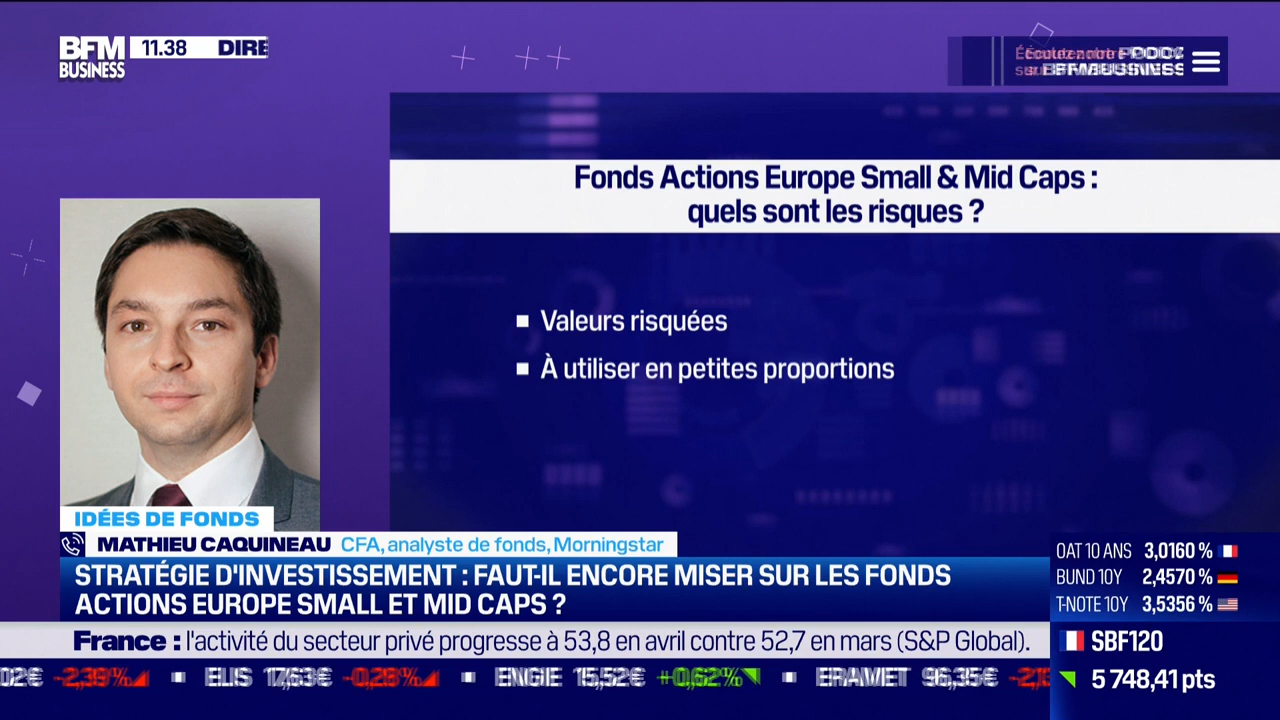 BFM
BUSINESS
11.38
DIRE
Fonds Actions Europe Small & Mid Caps :
quels sont les risques ?
Valeurs risquées
À utiliser en petites proportions
IDÉES DE FONDS
MATHIEU CAQUINEAU CFA, analyste de fonds, Morningstar
STRATÉGIE D'INVESTISSEMENT : FAUT-IL ENCORE MISER SUR LES FONDS
ACTIONS EUROPE SMALL ET MID CAPS ?
OAT 10 ANS 3,0160 %
BUND 10Y 2,4570 %
T-NOTE 10Y 3,5356 %
France : l'activité du secteur privé progresse à 53,8 en avril contre 52,7 en mars (S&P Global).
SBF120
5 748,41 pts
02€ -2,39% ELIS 17,63€ -0,28% ENGIE 15,52€ +0,62% ERAMET 96,35€